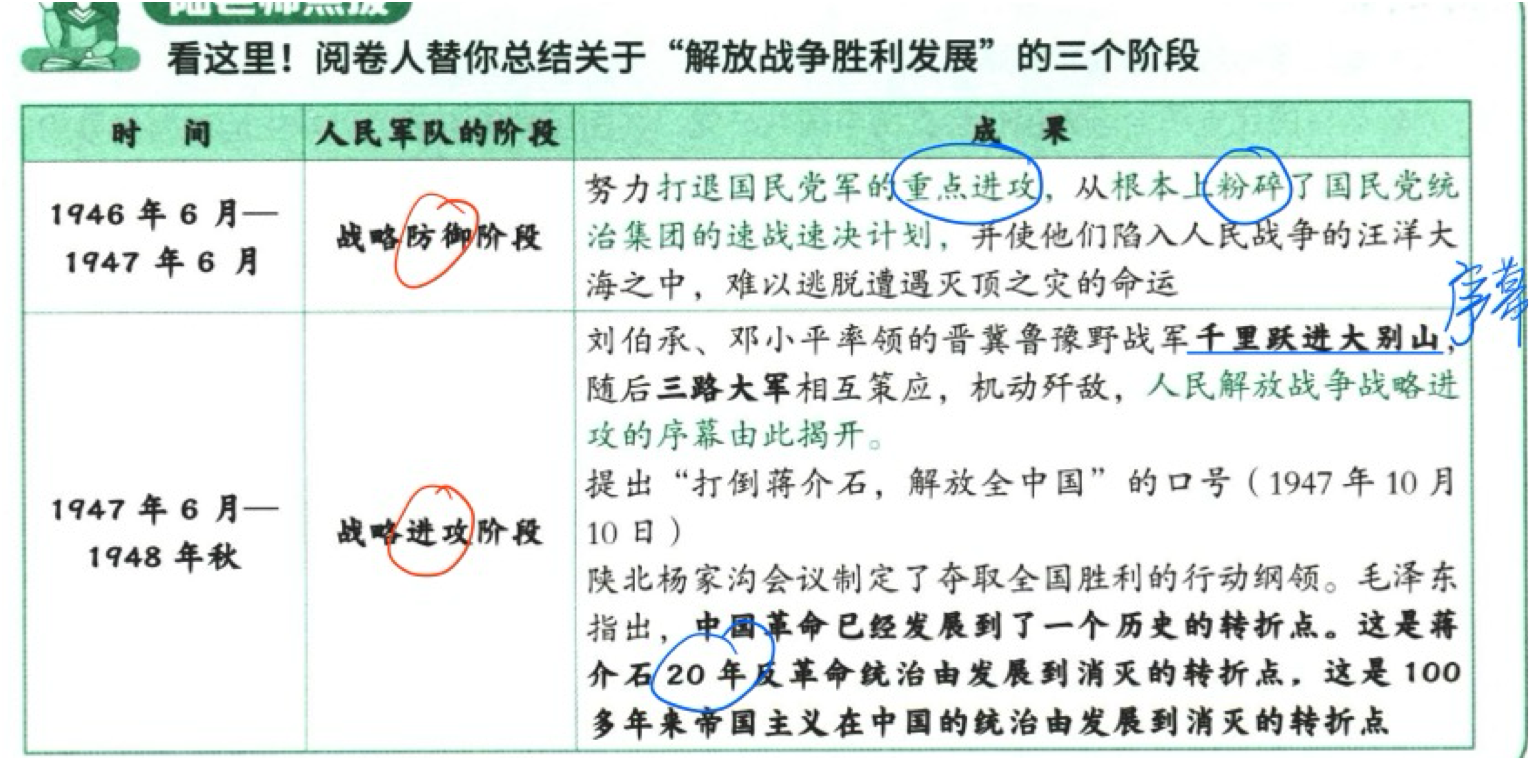 看这里！阅卷人替你总结关于“解放战争胜利发展”的三个阶段
时 间
人民军队的阶段
成 果
1946 年 6 月—
1947 年 6 月
战略防御阶段
努力打退国民党军的重点进攻，从根本上粉碎了国民党统
治集团的速战速决计划，并使他们陷入人民战争的汪洋大
海之中，难以逃脱遭遇灭顶之灾的命运
序幕
1947 年 6 月—
1948 年秋
战略进攻阶段
刘伯承、邓小平率领的晋冀鲁豫野战军千里跃进大别山，
随后三路大军相互策应，机动歼敌，人民解放战争战略进
攻的序幕由此揭开。
提出“打倒蒋介石，解放全中国”的口号（1947 年 10 月
10 日）
陕北杨家沟会议制定了夺取全国胜利的行动纲领。毛泽东
指出，中国革命已经发展到了一个历史的转折点。这是蒋
介石 20 年反革命统治由发展到消灭的转折点，这是 100
多年来帝国主义在中国的统治由发展到消灭的转折点